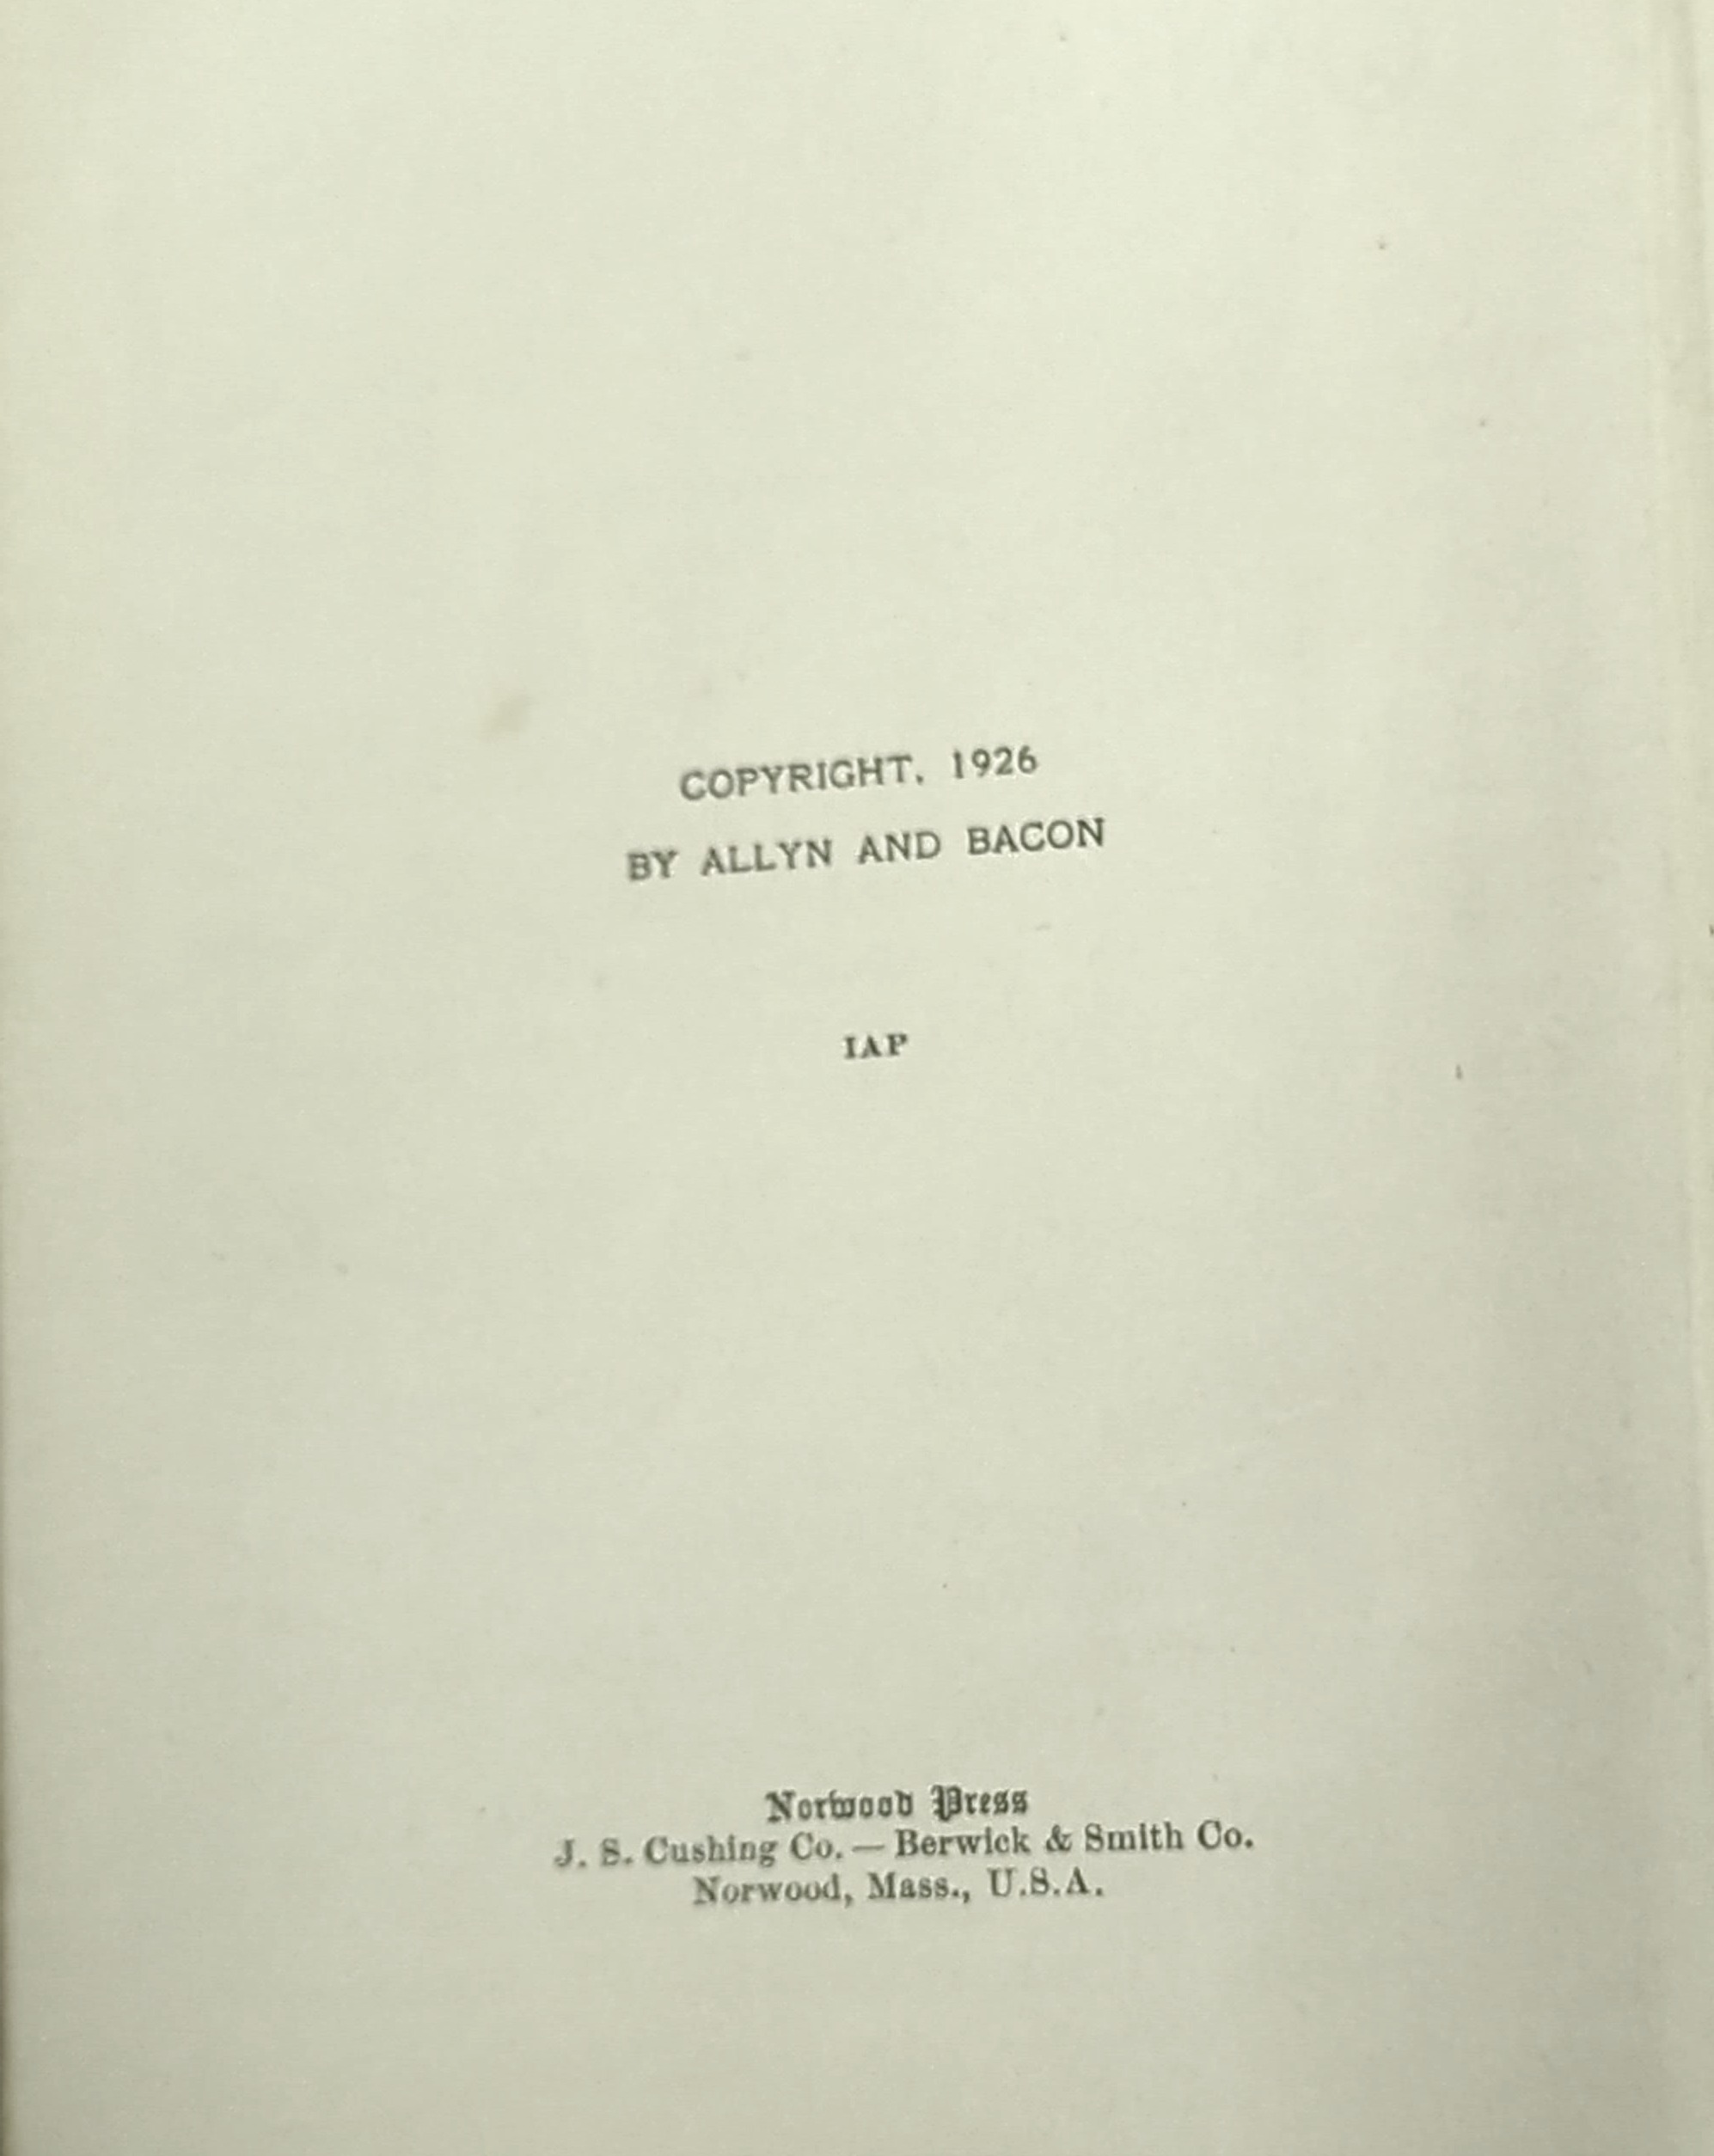 COPYRIGHT, 1926
BY ALLYN AND BACON
IAP
Norwood Press
J. S. Cushing Co. — Berwick & Smith Co.
Norwood, Mass., U.S.A.